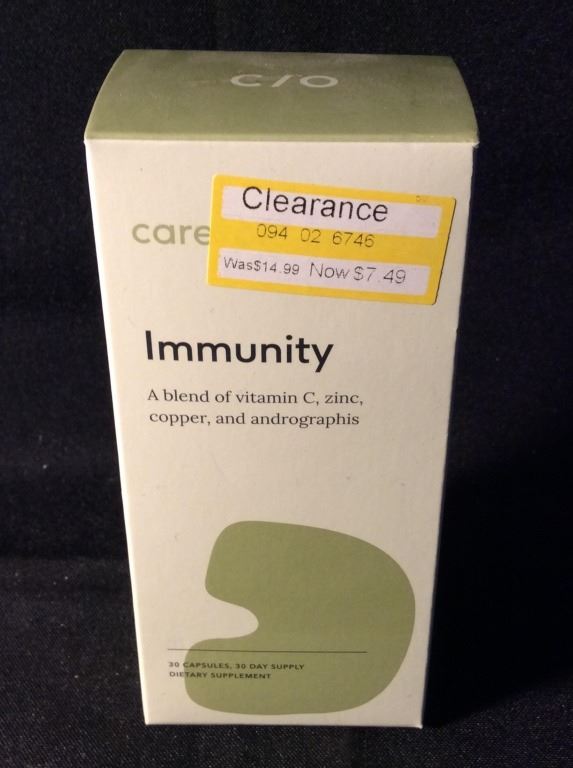 c/o
Clearance
care
094 02 6746
Was$14.99 Now $7.49
Immunity
A blend of vitamin C, zinc,
copper, and andrographis
30 CAPSULES, 30 DAY SUPPLY
DIETARY SUPPLEMENT